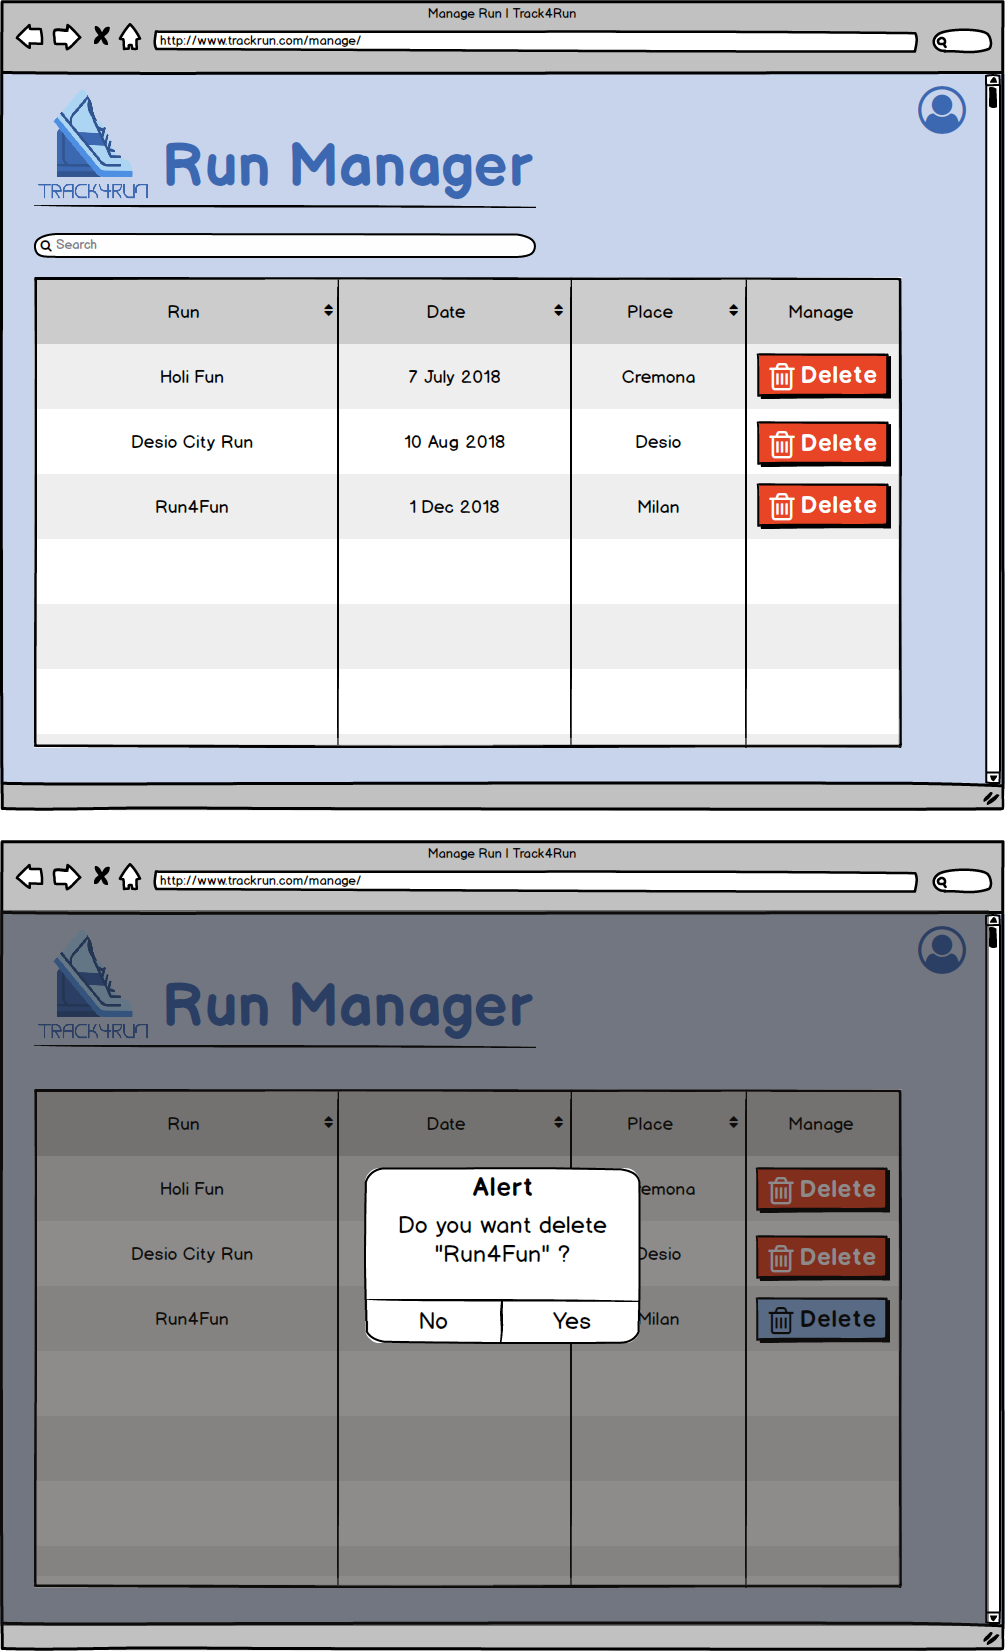 Manage Run | Track4Run
http://www.trackrun.com/manage/
TRACK4RUN
Run Manager
Search
Run Date Place Manage
Holi Fun 7 July 2018 Cremona Delete
Desio City Run 10 Aug 2018 Desio Delete
Run4Fun 1 Dec 2018 Milan Delete
Manage Run | Track4Run
http://www.trackrun.com/manage/
TRACK4RUN
Run Manager
Run Date Place Manage
Holi Fun emona Delete
Desio City Run Desio Delete
Run4Fun Milan Delete
Alert
Do you want delete
"Run4Fun" ?
No Yes